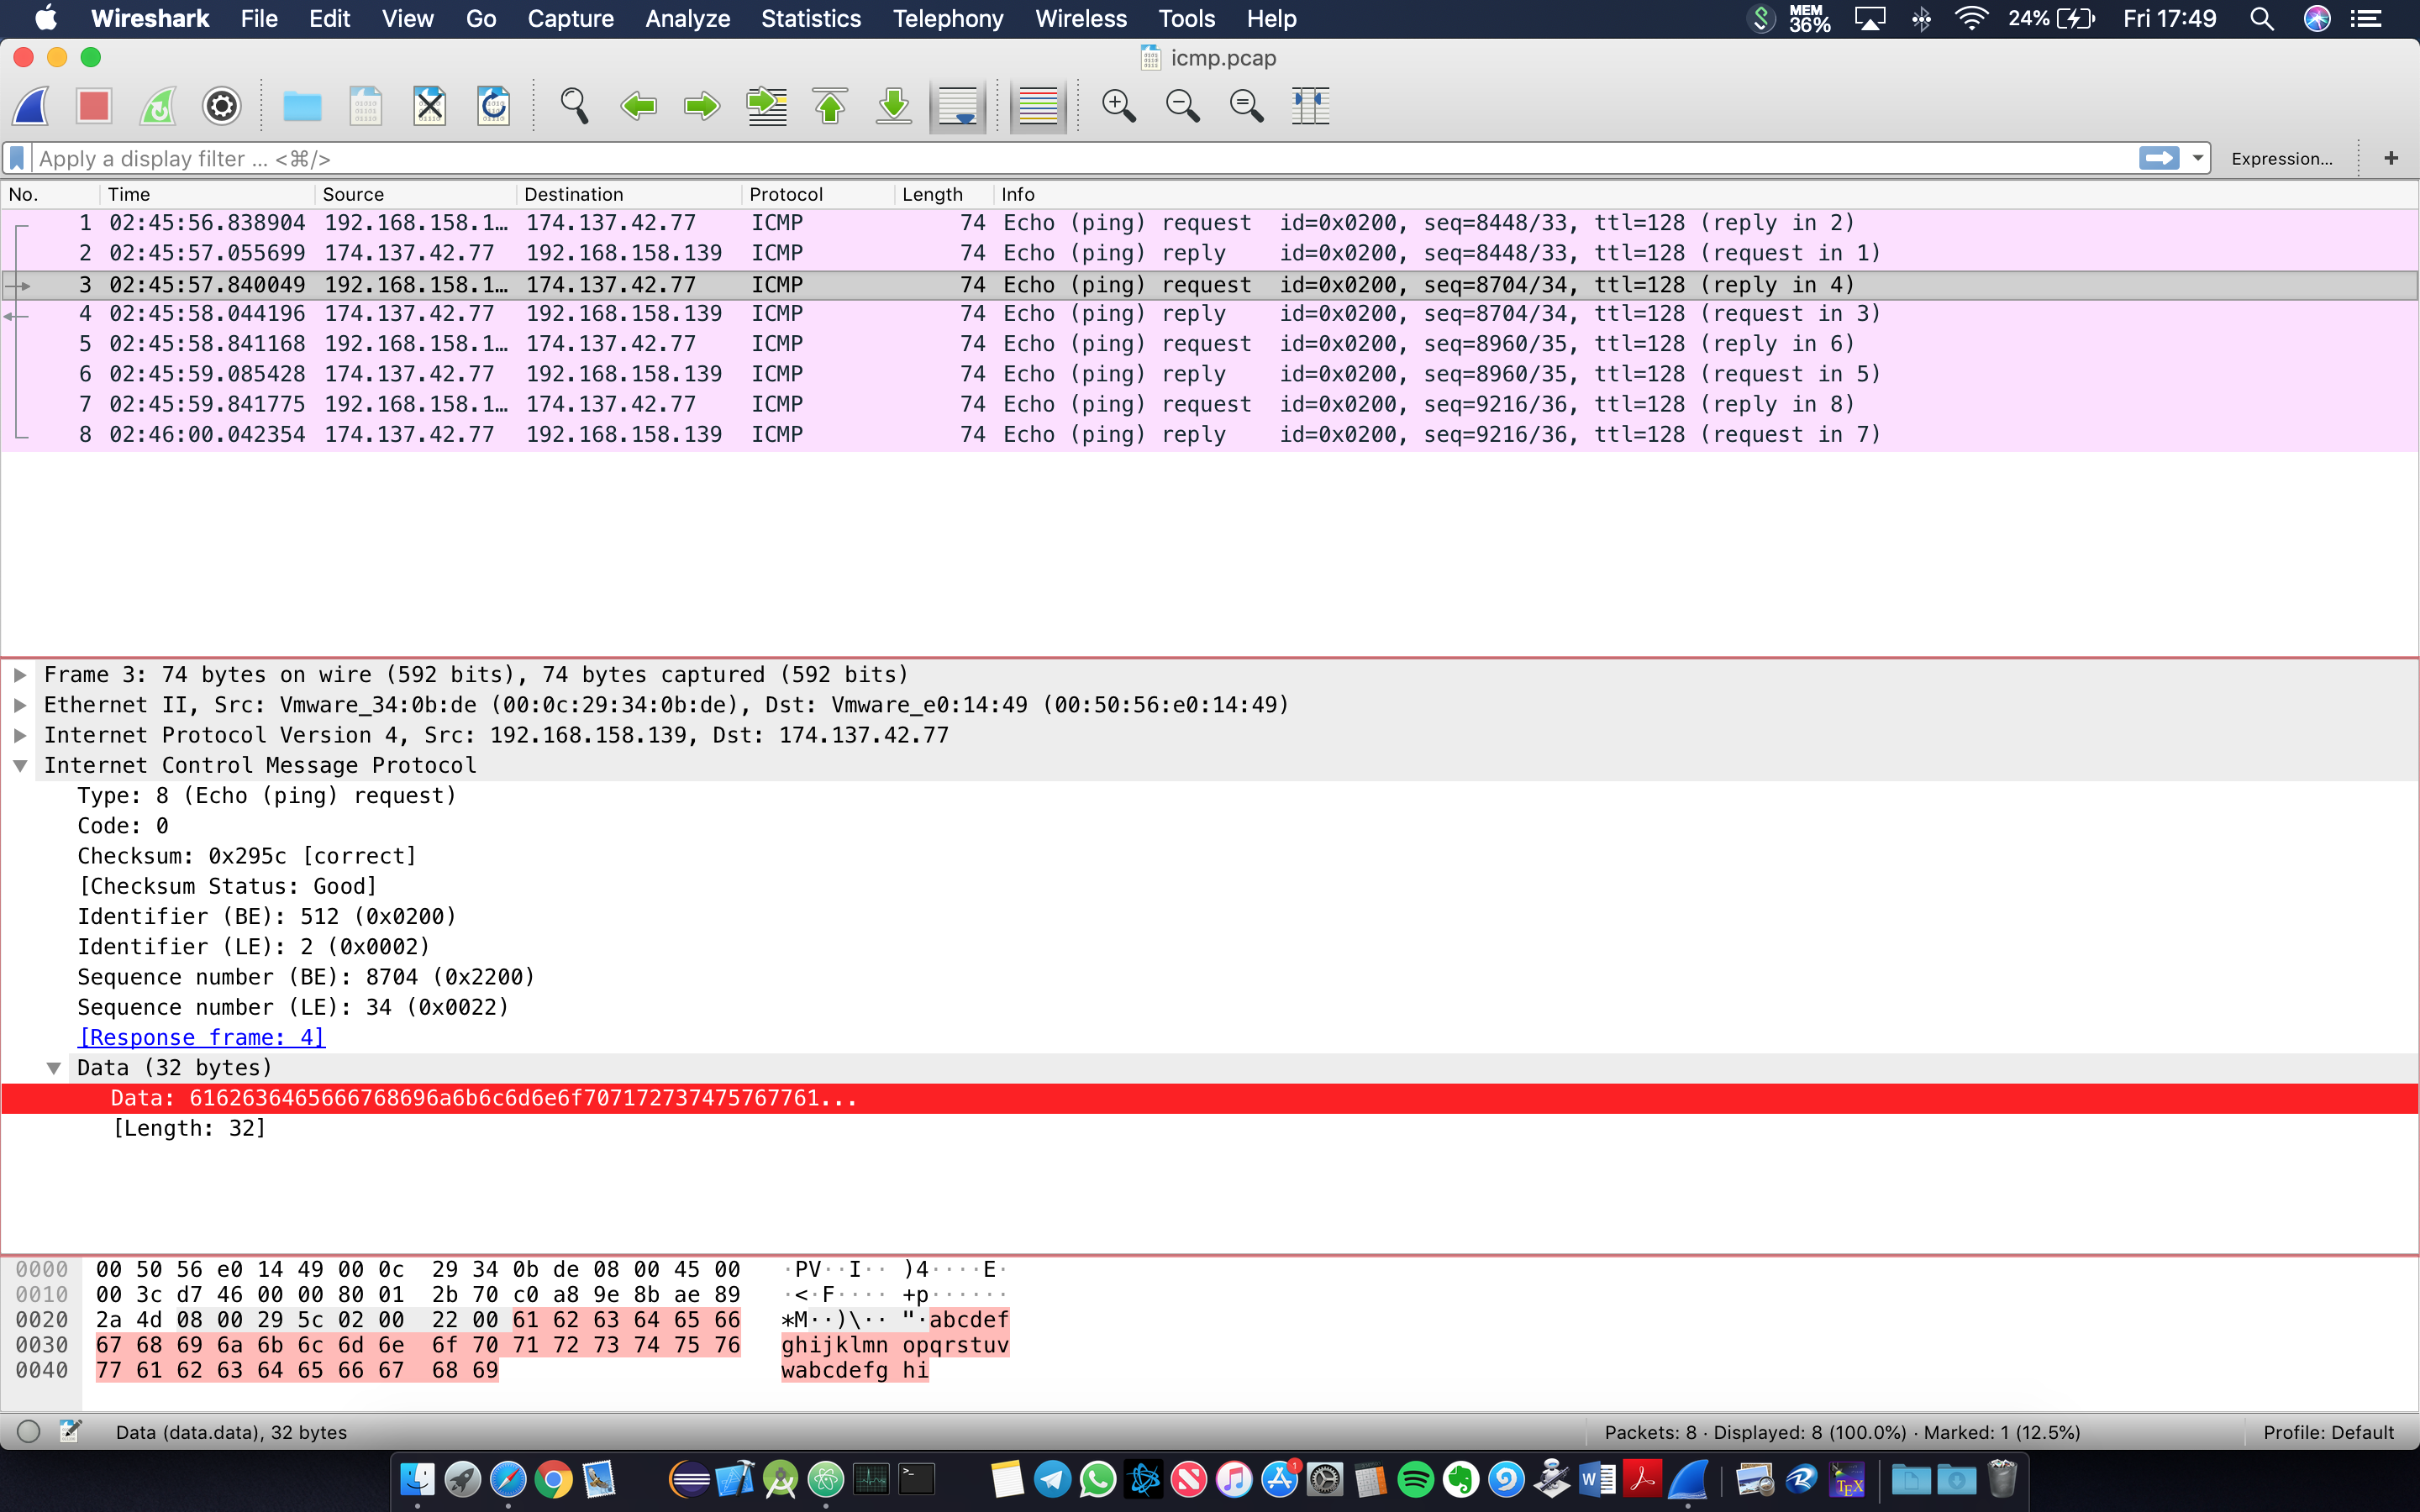 Wireshark File Edit View Go Capture Analyze Statistics Telephony Wireless Tools Help MEM 36% 24% Fri 17:49
icmp.pcap
Apply a display filter … <⌘/> Expression… +
No. Time Source Destination Protocol Length Info
1 02:45:56.838904 192.168.158.1… 174.137.42.77 ICMP 74 Echo (ping) request id=0x0200, seq=8448/33, ttl=128 (reply in 2)
2 02:45:57.055699 174.137.42.77 192.168.158.139 ICMP 74 Echo (ping) reply id=0x0200, seq=8448/33, ttl=128 (request in 1)
3 02:45:57.840049 192.168.158.1… 174.137.42.77 ICMP 74 Echo (ping) request id=0x0200, seq=8704/34, ttl=128 (reply in 4)
4 02:45:58.044196 174.137.42.77 192.168.158.139 ICMP 74 Echo (ping) reply id=0x0200, seq=8704/34, ttl=128 (request in 3)
5 02:45:58.841168 192.168.158.1… 174.137.42.77 ICMP 74 Echo (ping) request id=0x0200, seq=8960/35, ttl=128 (reply in 6)
6 02:45:59.085428 174.137.42.77 192.168.158.139 ICMP 74 Echo (ping) reply id=0x0200, seq=8960/35, ttl=128 (request in 5)
7 02:45:59.841775 192.168.158.1… 174.137.42.77 ICMP 74 Echo (ping) request id=0x0200, seq=9216/36, ttl=128 (reply in 8)
8 02:46:00.042354 174.137.42.77 192.168.158.139 ICMP 74 Echo (ping) reply id=0x0200, seq=9216/36, ttl=128 (request in 7)
Frame 3: 74 bytes on wire (592 bits), 74 bytes captured (592 bits)
Ethernet II, Src: Vmware_34:0b:de (00:0c:29:34:0b:de), Dst: Vmware_e0:14:49 (00:50:56:e0:14:49)
Internet Protocol Version 4, Src: 192.168.158.139, Dst: 174.137.42.77
Internet Control Message Protocol
Type: 8 (Echo (ping) request)
Code: 0
Checksum: 0x295c [correct]
[Checksum Status: Good]
Identifier (BE): 512 (0x0200)
Identifier (LE): 2 (0x0002)
Sequence number (BE): 8704 (0x2200)
Sequence number (LE): 34 (0x0022)
[Response frame: 4]
Data (32 bytes)
Data: 6162636465666768696a6b6c6d6e6f707172737475767761...
[Length: 32]
0000 00 50 56 e0 14 49 00 0c 29 34 0b de 08 00 45 00 ·PV··I·· )4····E·
0010 00 3c d7 46 00 00 80 01 2b 70 c0 a8 9e 8b ae 89 ·<·F···· +p······
0020 2a 4d 08 00 29 5c 02 00 22 00 61 62 63 64 65 66 *M··)\·· "·abcdef
0030 67 68 69 6a 6b 6c 6d 6e 6f 70 71 72 73 74 75 76 ghijklmn opqrstuv
0040 77 61 62 63 64 65 66 67 68 69 wabcdefg hi
Data (data.data), 32 bytes Packets: 8 · Displayed: 8 (100.0%) · Marked: 1 (12.5%) Profile: Default